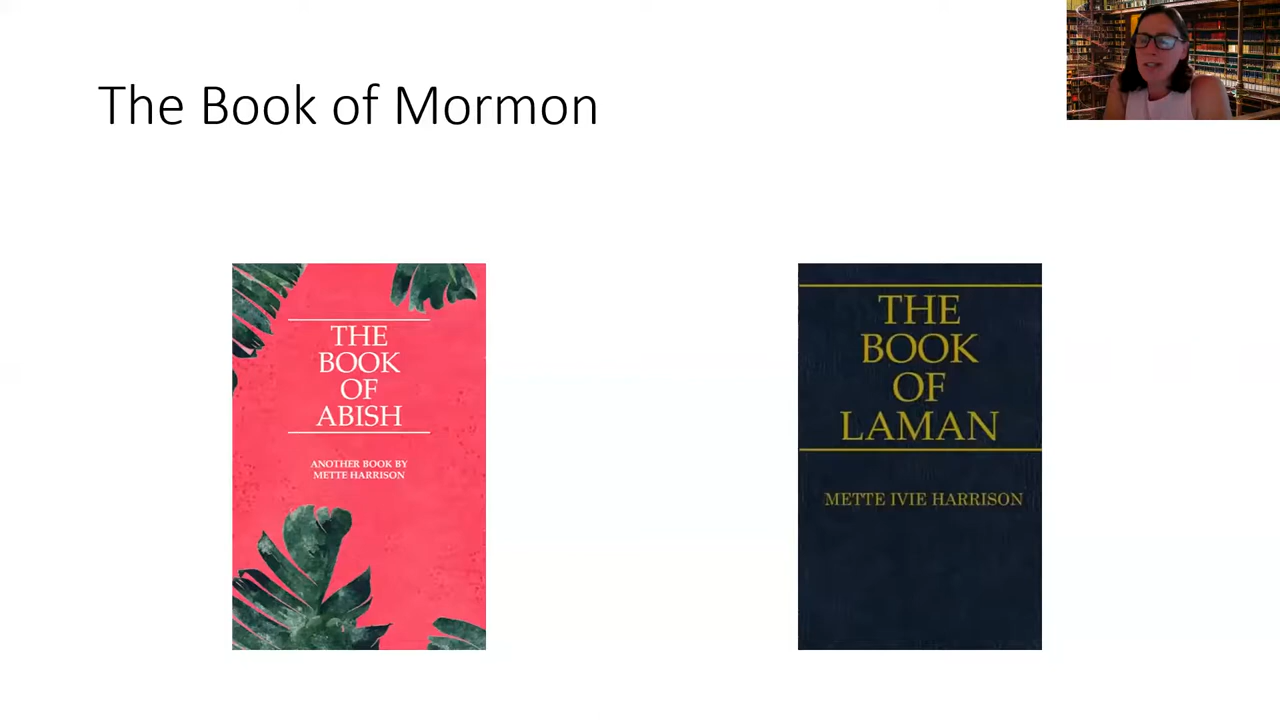 The Book of Mormon
THE
BOOK
OF
ABISH
ANOTHER BOOK BY
METTE HARRISON
THE
BOOK
OF
LAMAN
METTE IVIE HARRISON